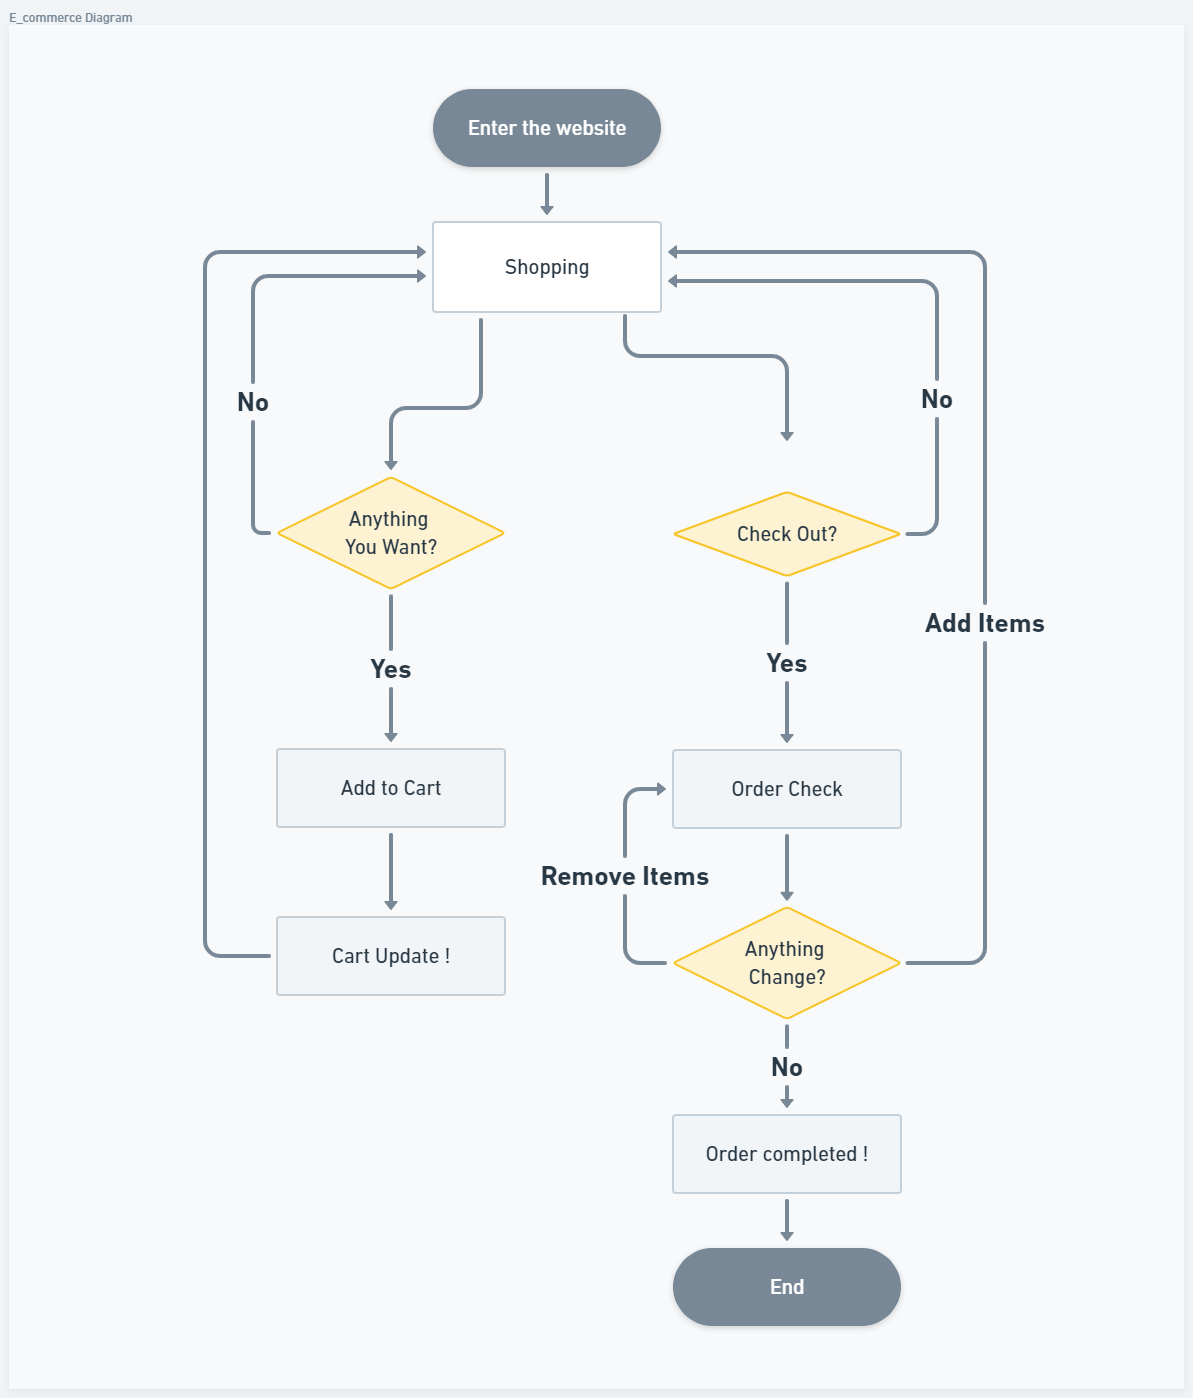 E_commerce Diagram
Enter the website
Shopping
No
No
Anything
You Want?
Check Out?
Add Items
Yes
Yes
Add to Cart
Order Check
Remove Items
Cart Update !
Anything
Change?
No
Order completed !
End